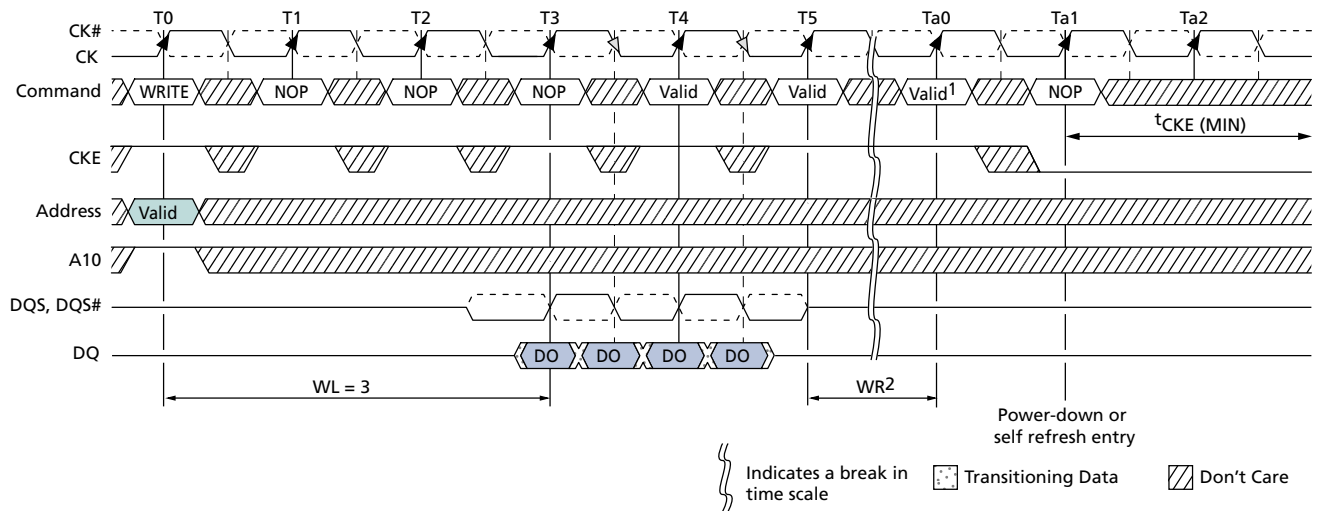 T0 T1 T2 T3 T4 T5 Ta0 Ta1 Ta2
CK#
CK
Command WRITE NOP NOP NOP Valid Valid Valid1 NOP
tCKE (MIN)
CKE
Address Valid
A10
DQS, DQS#
DQ DO DO DO DO
WL = 3 WR2
Power-down or
self refresh entry
Indicates a break in
time scale
Transitioning Data
Don't Care